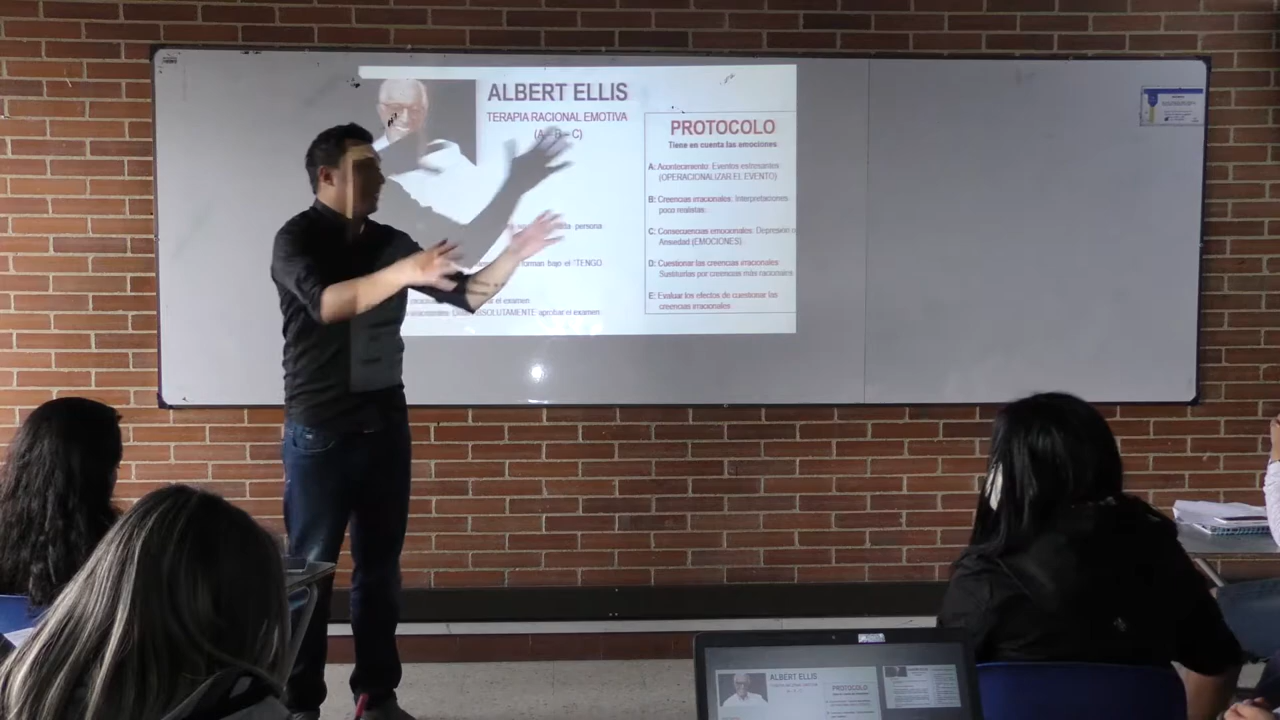 ALBERT ELLIS
TERAPIA RACIONAL EMOTIVA
(A - B - C)
persona
formas bajo el "TENGO
el examen
ABSOLUTAMENTE aprobar el examen
PROTOCOLO
Tiene en cuenta las emociones
A: Acontecimiento: Eventos estresantes
(OPERACIONALIZAR EL EVENTO)
B: Creencias irracionales: Interpretaciones
poco realistas.
C: Consecuencias emocionales: Depresión o
Ansiedad (EMOCIONES)
D: Cuestionar las creencias irracionales
Sustituirlas por creencias más racionales
E: Evaluar los efectos de cuestionar las
creencias irracionales
ALBERT ELLIS
PROTOCOLO